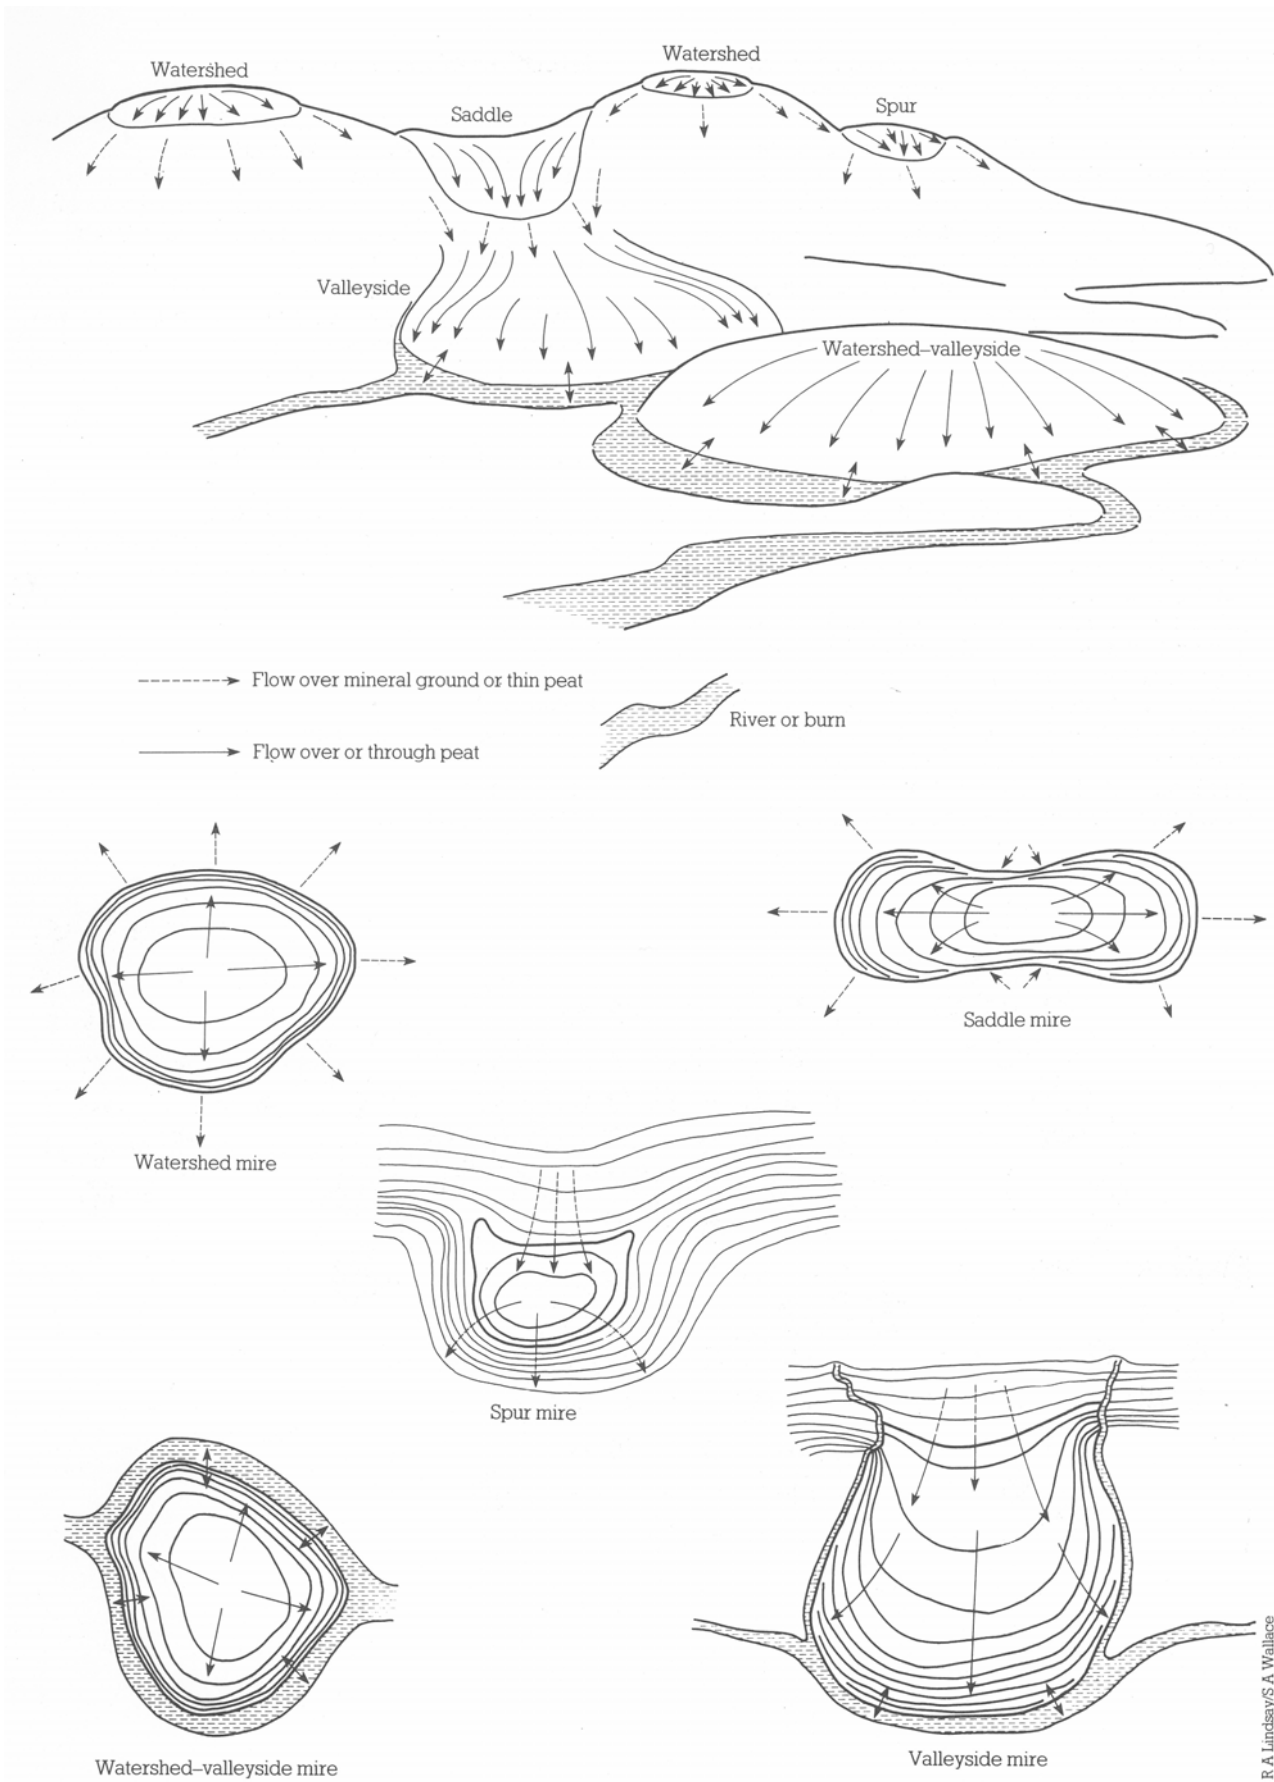 Watershed
Watershed
Saddle
Spur
Valleyside
Watershed–valleyside
Flow over mineral ground or thin peat
River or burn
Flow over or through peat
Saddle mire
Watershed mire
Spur mire
Watershed–valleyside mire
Valleyside mire
R A Lindsay/S A Wallace